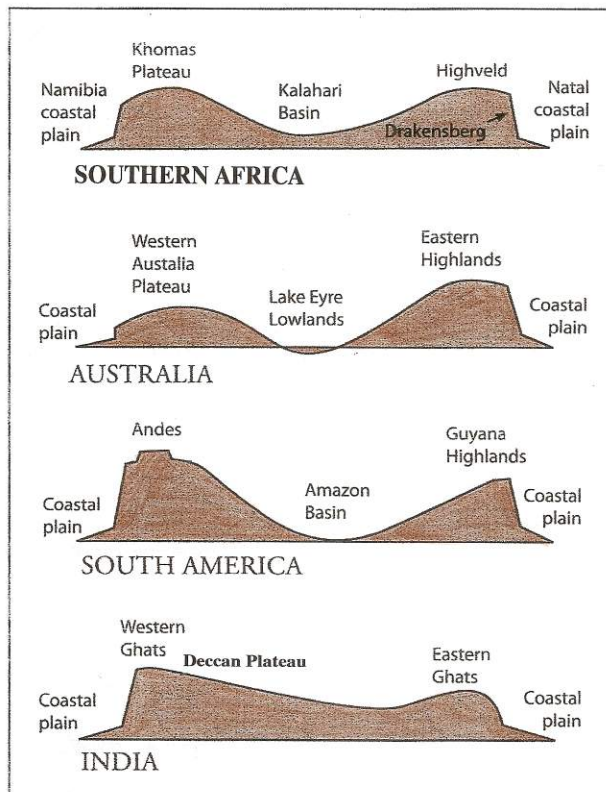 Khomas
Plateau
Namibia
coastal
plain
Kalahari
Basin
Highveld
Drakensberg
Natal
coastal
plain
SOUTHERN AFRICA
Western
Austalia
Plateau
Coastal
plain
Lake Eyre
Lowlands
Eastern
Highlands
Coastal
plain
AUSTRALIA
Andes
Coastal
plain
Amazon
Basin
Guyana
Highlands
Coastal
plain
SOUTH AMERICA
Western
Ghats
Deccan Plateau
Coastal
plain
Eastern
Ghats
Coastal
plain
INDIA